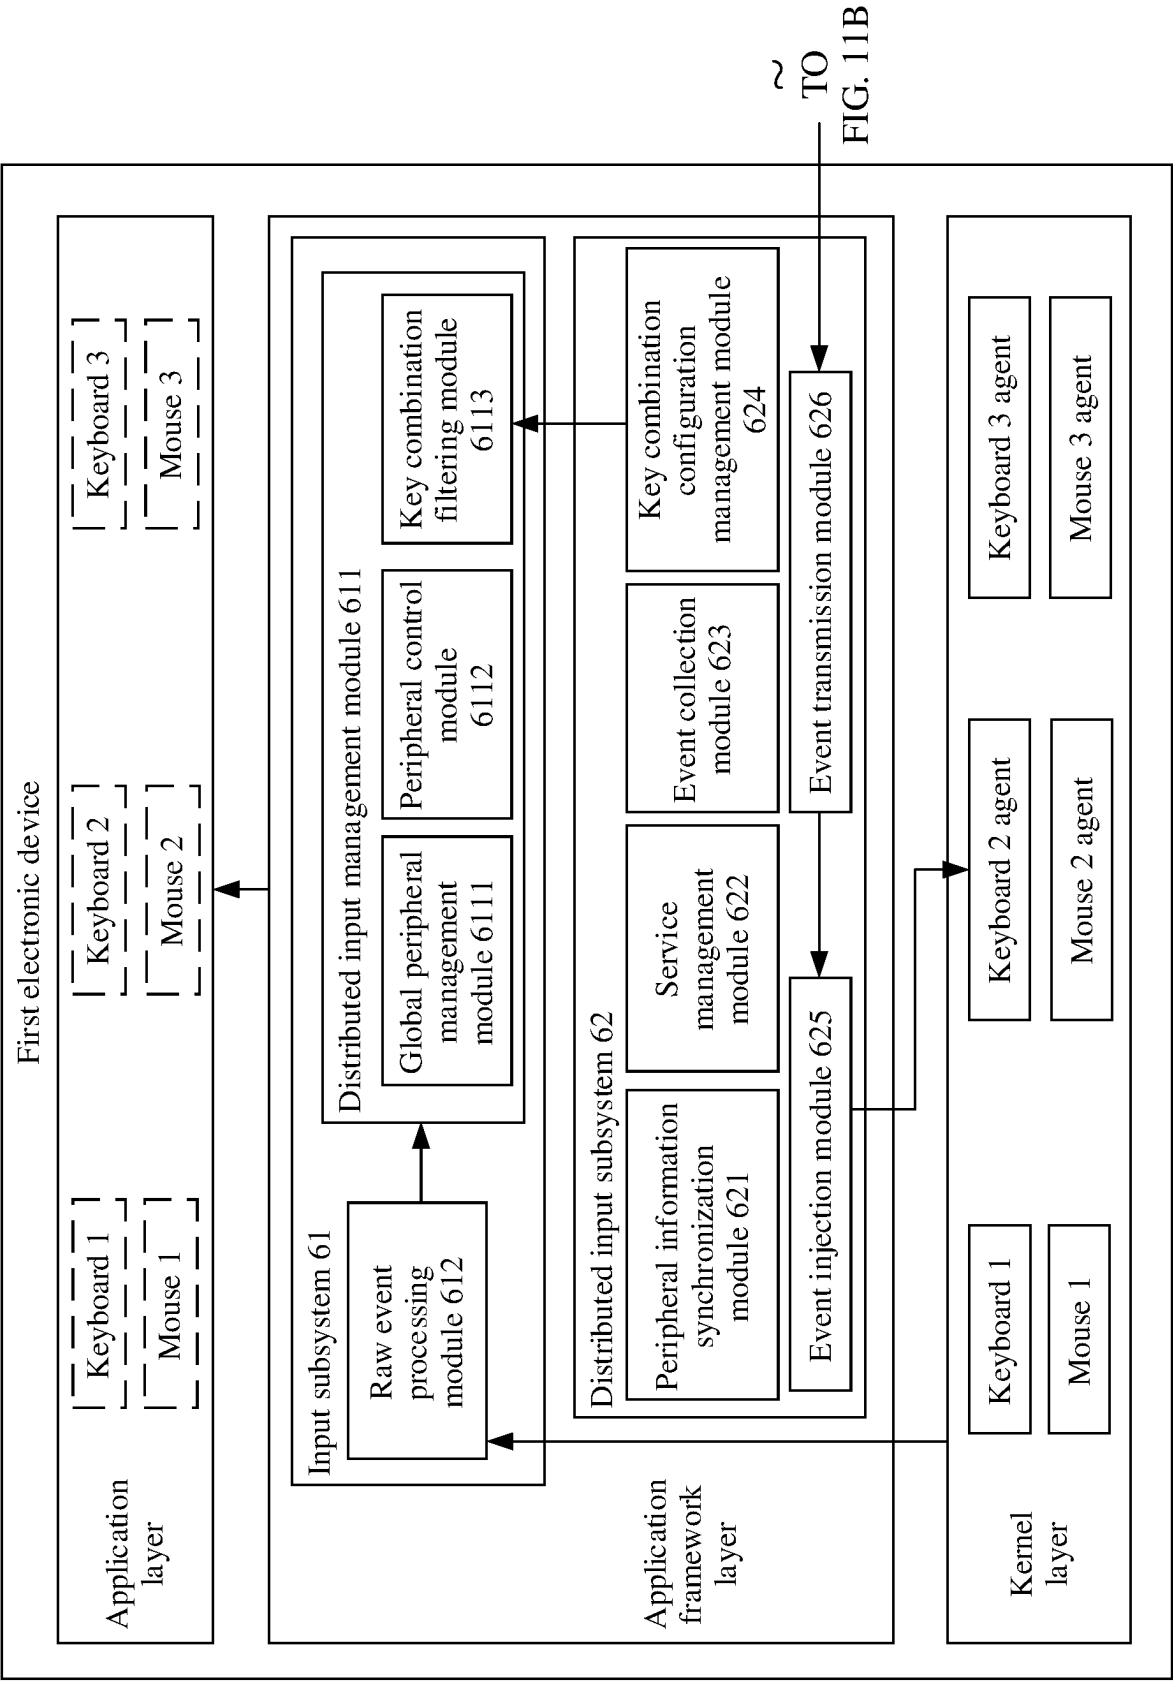 First electronic device
Application
layer
Keyboard 1
Mouse 1
Keyboard 2
Mouse 2
Keyboard 3
Mouse 3
Application
framework
layer
Input subsystem 61
Raw event
processing
module 612
Distributed input management module 611
Global peripheral
management
module 6111
Peripheral control
module
6112
Key combination
filtering module
6113
Distributed input subsystem 62
Peripheral information
synchronization
module 621
Service
management
module 622
Event collection
module 623
Key combination
configuration
management module
624
Event injection module 625
Event transmission module 626
~
TO
FIG. 11B
Kernel
layer
Keyboard 1
Mouse 1
Keyboard 2 agent
Mouse 2 agent
Keyboard 3 agent
Mouse 3 agent